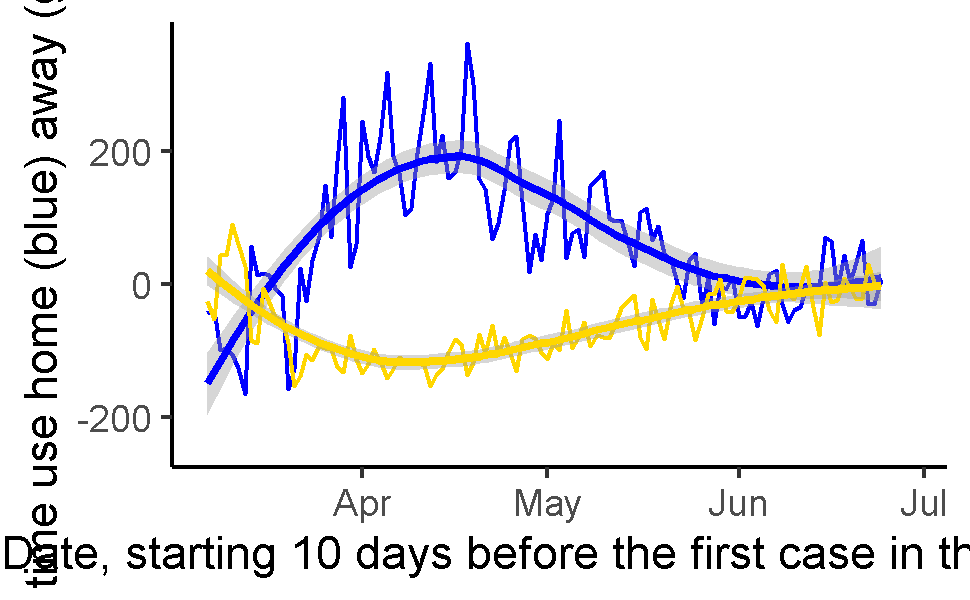 time use home (blue) away (
200
0
-200
Apr May Jun Jul
Date, starting 10 days before the first case in th